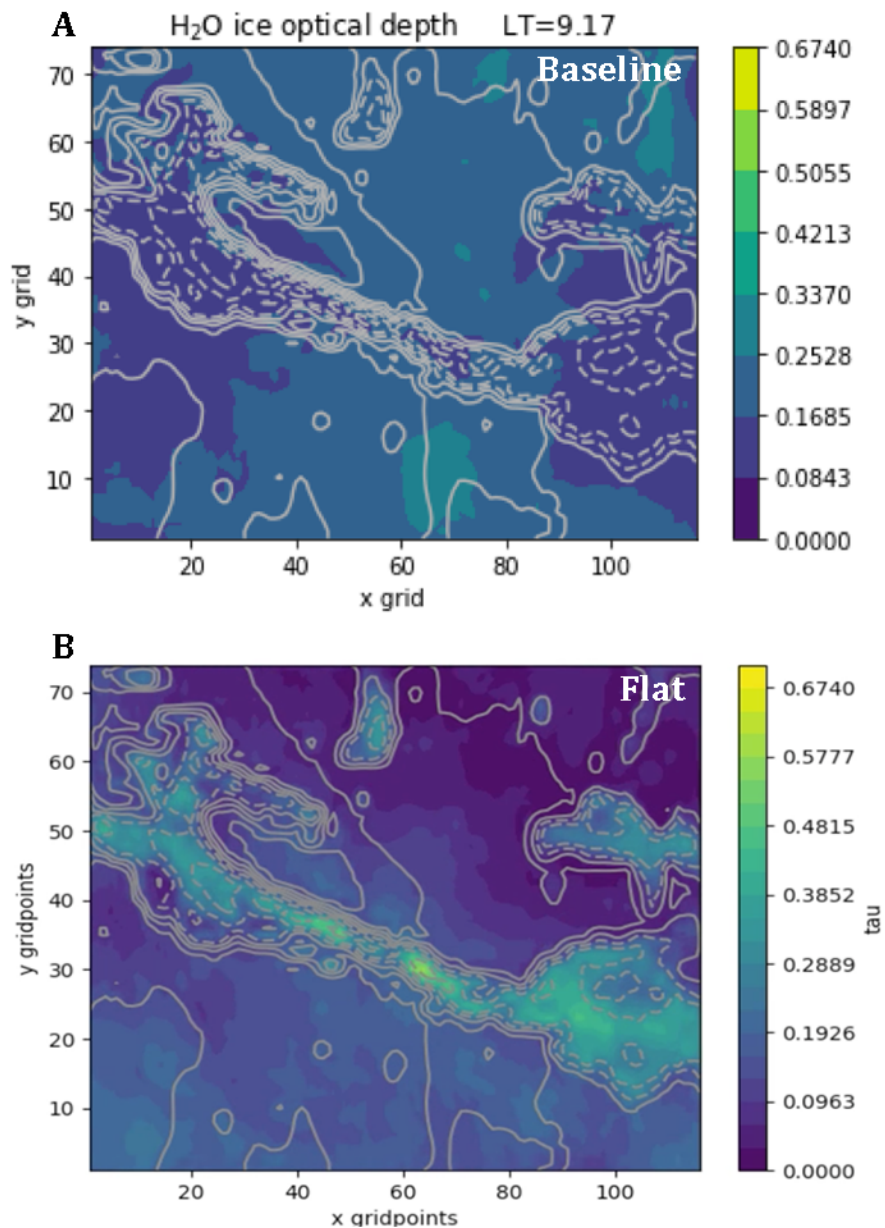 A H₂O ice optical depth LT=9.17
Baseline
70
60
50
40
30
20
10
y grid
20 40 60 80 100
x grid
0.6740
0.5897
0.5055
0.4213
0.3370
0.2528
0.1685
0.0843
0.0000
B
Flat
70
60
50
40
30
20
10
y gridpoints
20 40 60 80 100
x gridpoints
0.6740
0.5777
0.4815
0.3852
0.2889
0.1926
0.0963
0.0000
tau